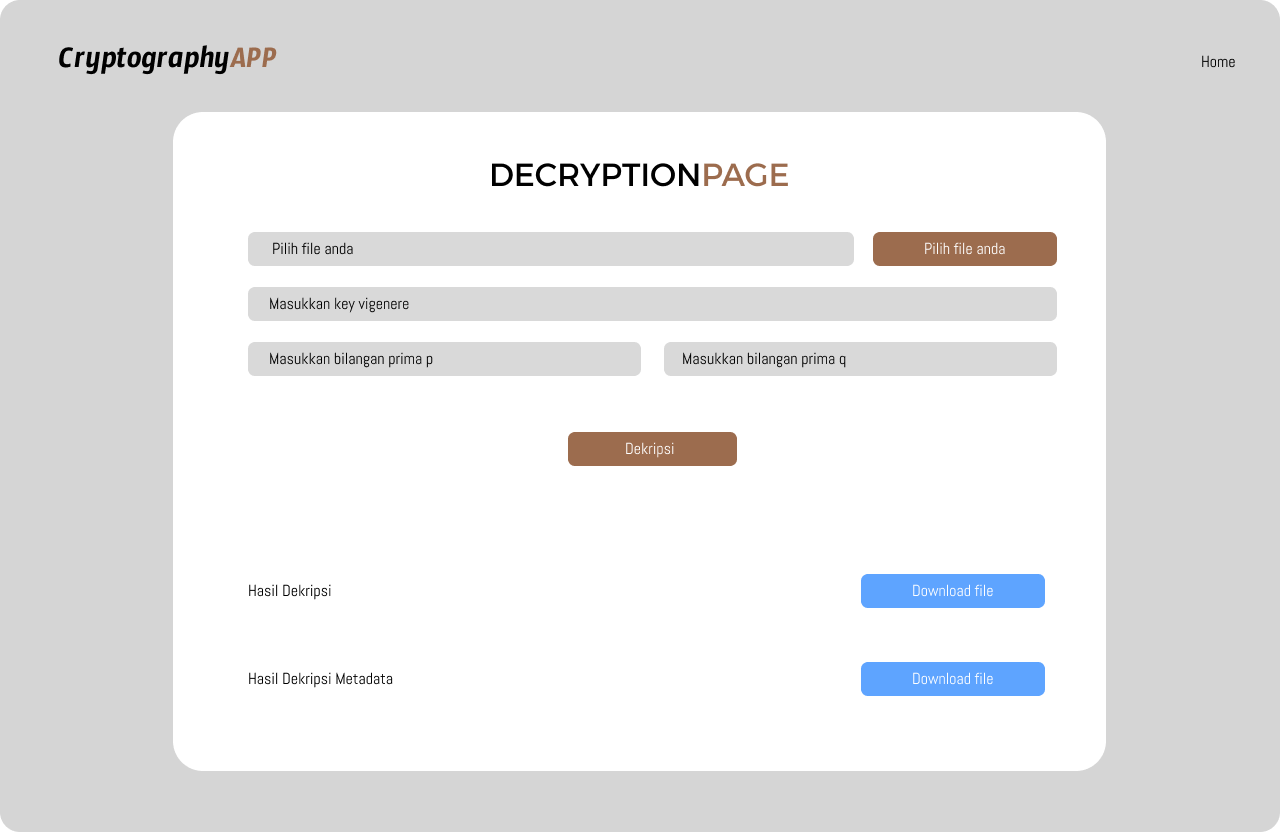 CryptographyAPP
Home
DECRYPTIONPAGE
Pilih file anda
Pilih file anda
Masukkan key vigenere
Masukkan bilangan prima p
Masukkan bilangan prima q
Dekripsi
Hasil Dekripsi
Download file
Hasil Dekripsi Metadata
Download file